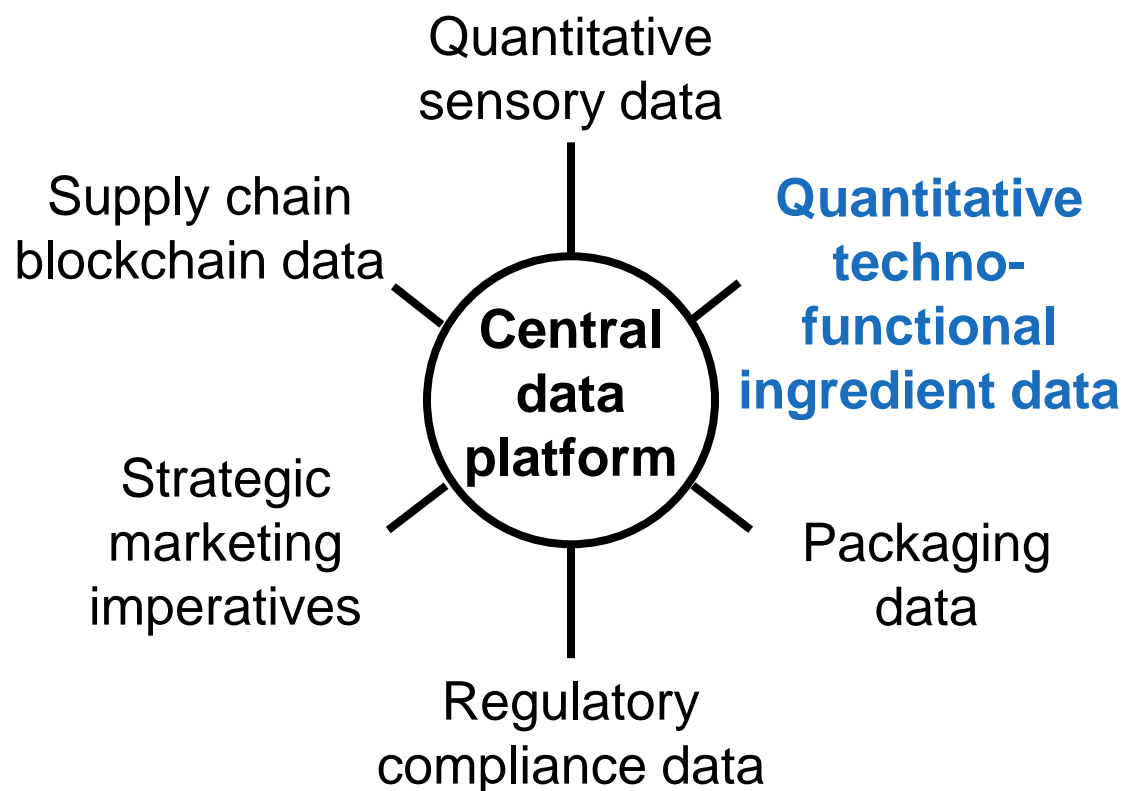 Quantitative
sensory data
Supply chain
blockchain data
Quantitative
techno-
functional
ingredient data
Central
data
platform
Strategic
marketing
imperatives
Packaging
data
Regulatory
compliance data